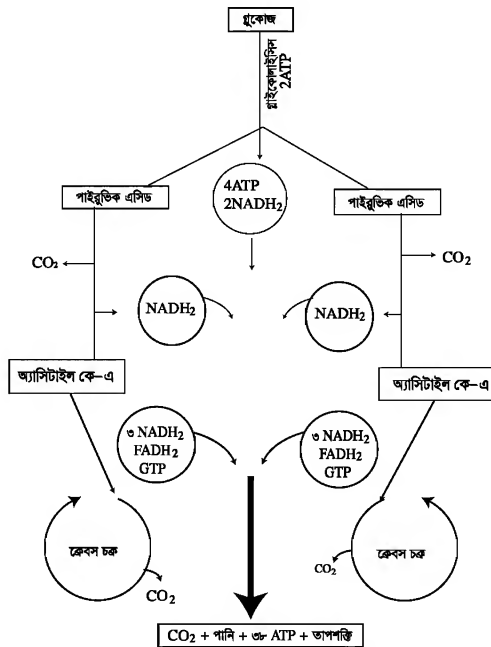 গ্লুকোজ
গ্লাইকোলাইসিস
2ATP
4ATP
2NADH₂
পাইরুভিক এসিড
পাইরুভিক এসিড
CO₂
CO₂
NADH₂
NADH₂
অ্যাসিটাইল কে-এ
অ্যাসিটাইল কে-এ
৩ NADH₂
FADH₂
GTP
৩ NADH₂
FADH₂
GTP
ক্রেবস চক্র
ক্রেবস চক্র
CO₂
CO₂
CO₂ + পানি + ৩৮ ATP + তাপশক্তি